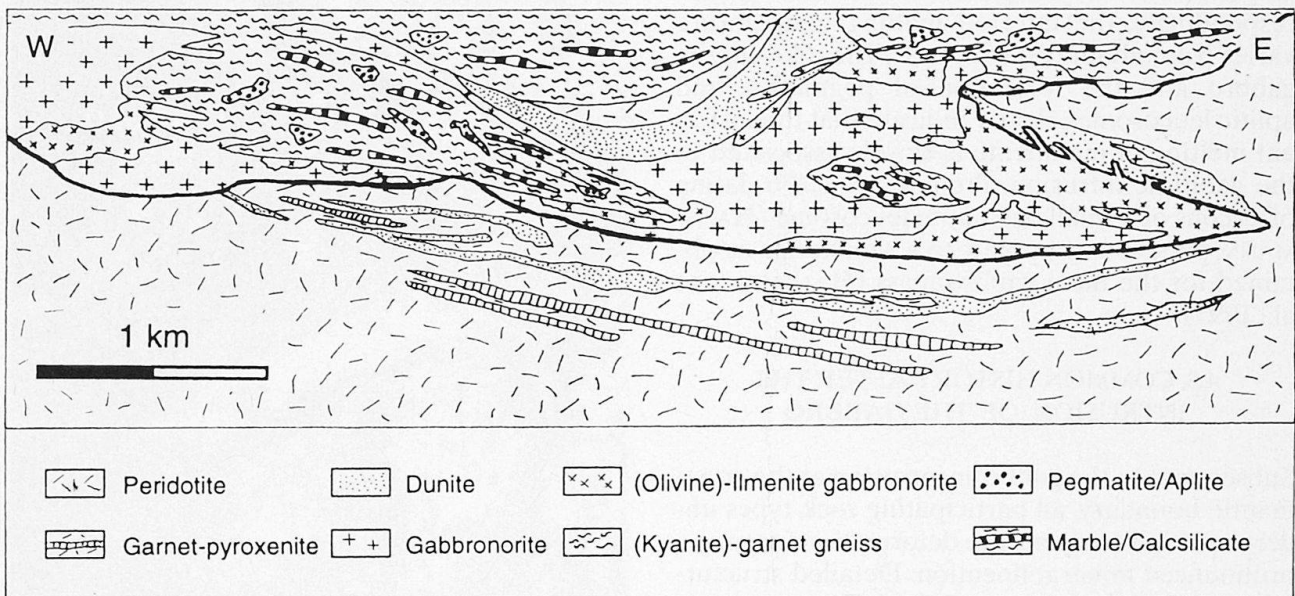 W
E
1 km
Peridotite Dunite (Olivine)-Ilmenite gabbronorite Pegmatite/Aplite
Garnet-pyroxenite Gabbronorite (Kyanite)-garnet gneiss Marble/Calcsilicate